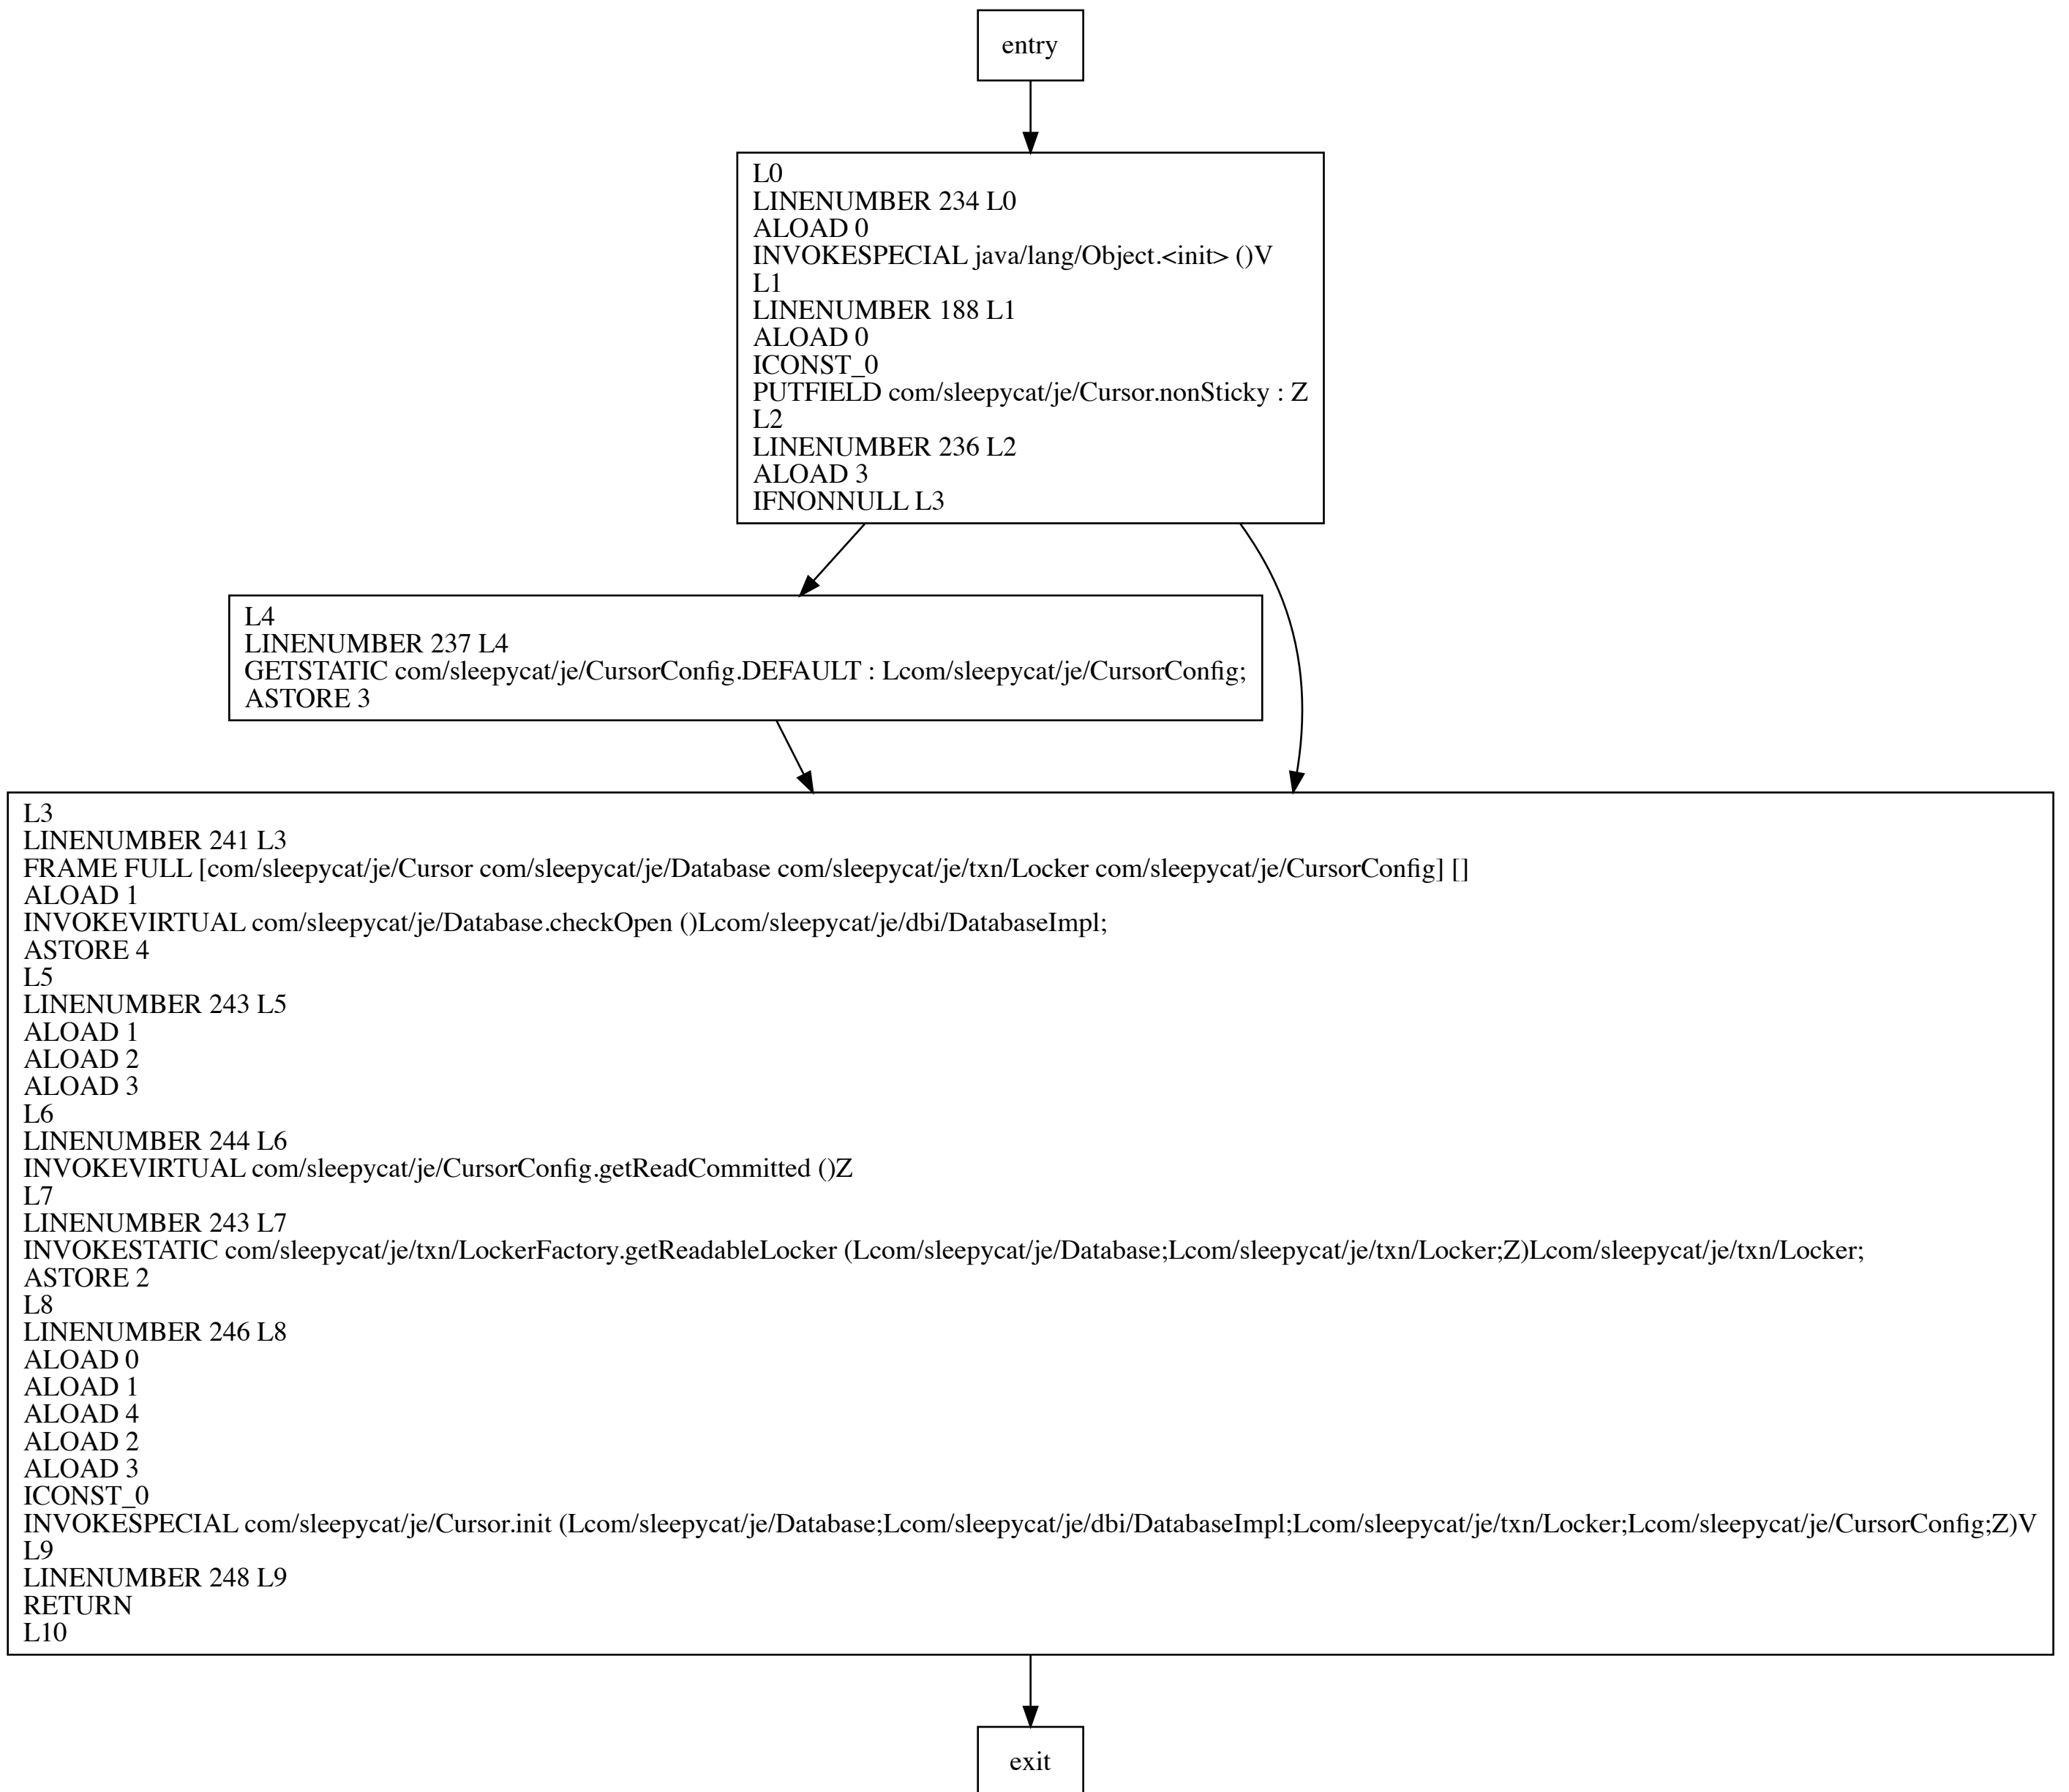 entry
L0
LINENUMBER 234 L0
ALOAD 0
INVOKESPECIAL java/lang/Object.<init> ()V
L1
LINENUMBER 188 L1
ALOAD 0
ICONST_0
PUTFIELD com/sleepycat/je/Cursor.nonSticky : Z
L2
LINENUMBER 236 L2
ALOAD 3
IFNONNULL L3
L4
LINENUMBER 237 L4
GETSTATIC com/sleepycat/je/CursorConfig.DEFAULT : Lcom/sleepycat/je/CursorConfig;
ASTORE 3
L3
LINENUMBER 241 L3
FRAME FULL [com/sleepycat/je/Cursor com/sleepycat/je/Database com/sleepycat/je/txn/Locker com/sleepycat/je/CursorConfig] []
ALOAD 1
INVOKEVIRTUAL com/sleepycat/je/Database.checkOpen ()Lcom/sleepycat/je/dbi/DatabaseImpl;
ASTORE 4
L5
LINENUMBER 243 L5
ALOAD 1
ALOAD 2
ALOAD 3
L6
LINENUMBER 244 L6
INVOKEVIRTUAL com/sleepycat/je/CursorConfig.getReadCommitted ()Z
L7
LINENUMBER 243 L7
INVOKESTATIC com/sleepycat/je/txn/LockerFactory.getReadableLocker (Lcom/sleepycat/je/Database;Lcom/sleepycat/je/txn/Locker;Z)Lcom/sleepycat/je/txn/Locker;
ASTORE 2
L8
LINENUMBER 246 L8
ALOAD 0
ALOAD 1
ALOAD 4
ALOAD 2
ALOAD 3
ICONST_0
INVOKESPECIAL com/sleepycat/je/Cursor.init (Lcom/sleepycat/je/Database;Lcom/sleepycat/je/dbi/DatabaseImpl;Lcom/sleepycat/je/txn/Locker;Lcom/sleepycat/je/CursorConfig;Z)V
L9
LINENUMBER 248 L9
RETURN
L10
exit